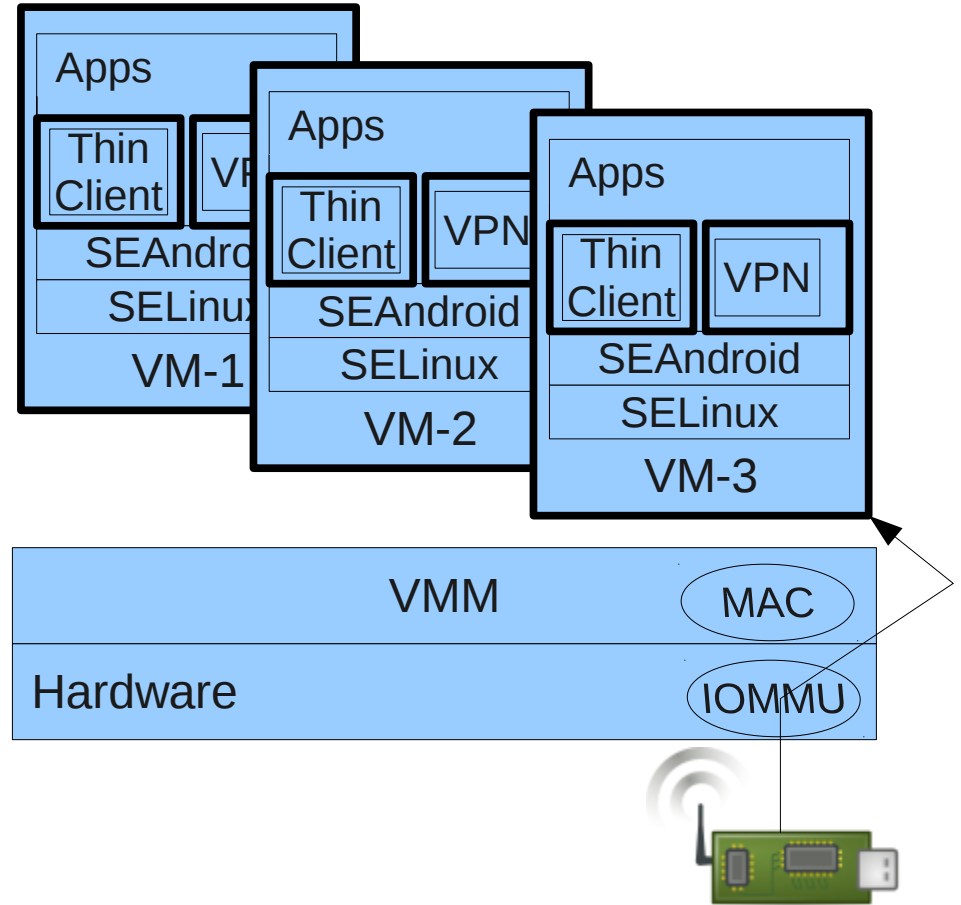 Apps
Thin
Client
VP
SEAndro
SELinux
VM-1
Apps
Thin
Client
VPN
SEAndroid
SELinux
VM-2
Apps
Thin
Client
VPN
SEAndroid
SELinux
VM-3
VMM
MAC
Hardware
IOMMU